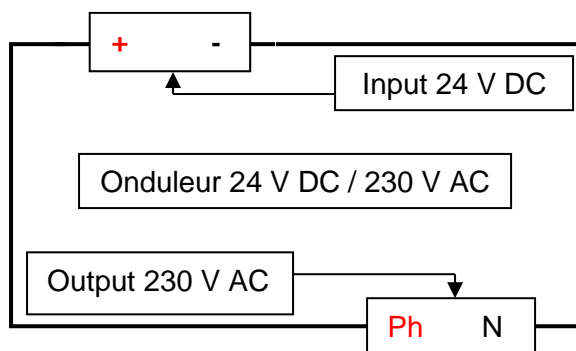 + -
Input 24 V DC
Onduleur 24 V DC / 230 V AC
Output 230 V AC
Ph N